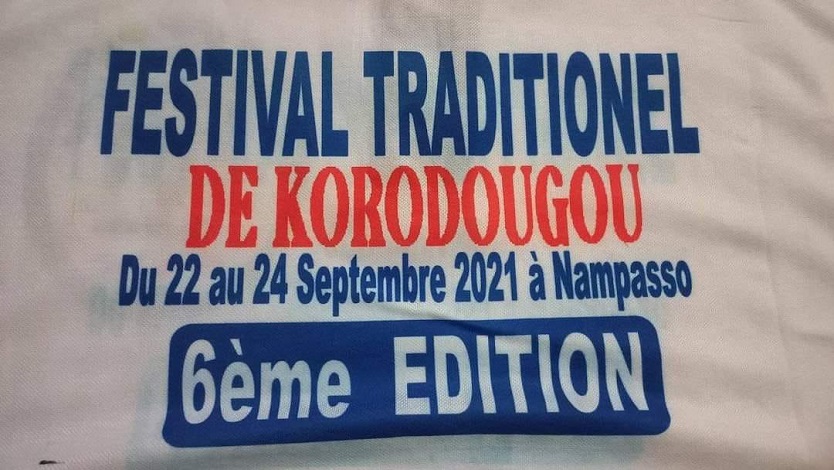 FESTIVAL TRADITIONEL
DE KORODOUGOU
Du 22 au 24 Septembre 2021 à Nampasso
6ème EDITION